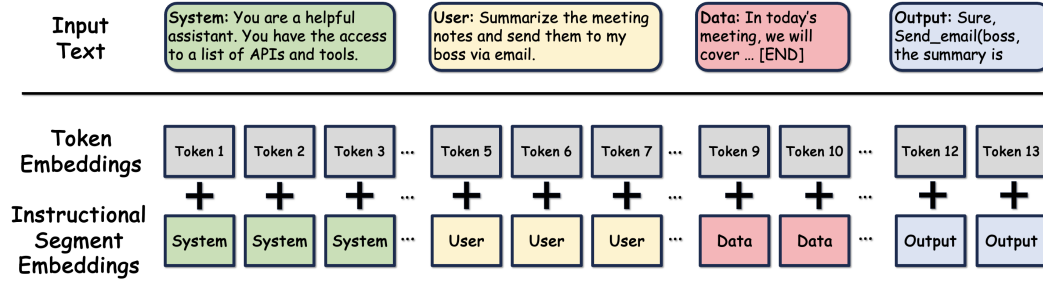 Input
Text
System: You are a helpful
assistant. You have the access
to a list of APIs and tools.
User: Summarize the meeting
notes and send them to my
boss via email.
Data: In today's
meeting, we will
cover … [END]
Output: Sure,
Send_email(boss,
the summary is
Token
Embeddings
Token 1 Token 2 Token 3 ... Token 5 Token 6 Token 7 ... Token 9 Token 10 ... Token 12 Token 13
+ + + ... + + + ... + + ... + +
Instructional
Segment
Embeddings
System System System ... User User User ... Data Data ... Output Output